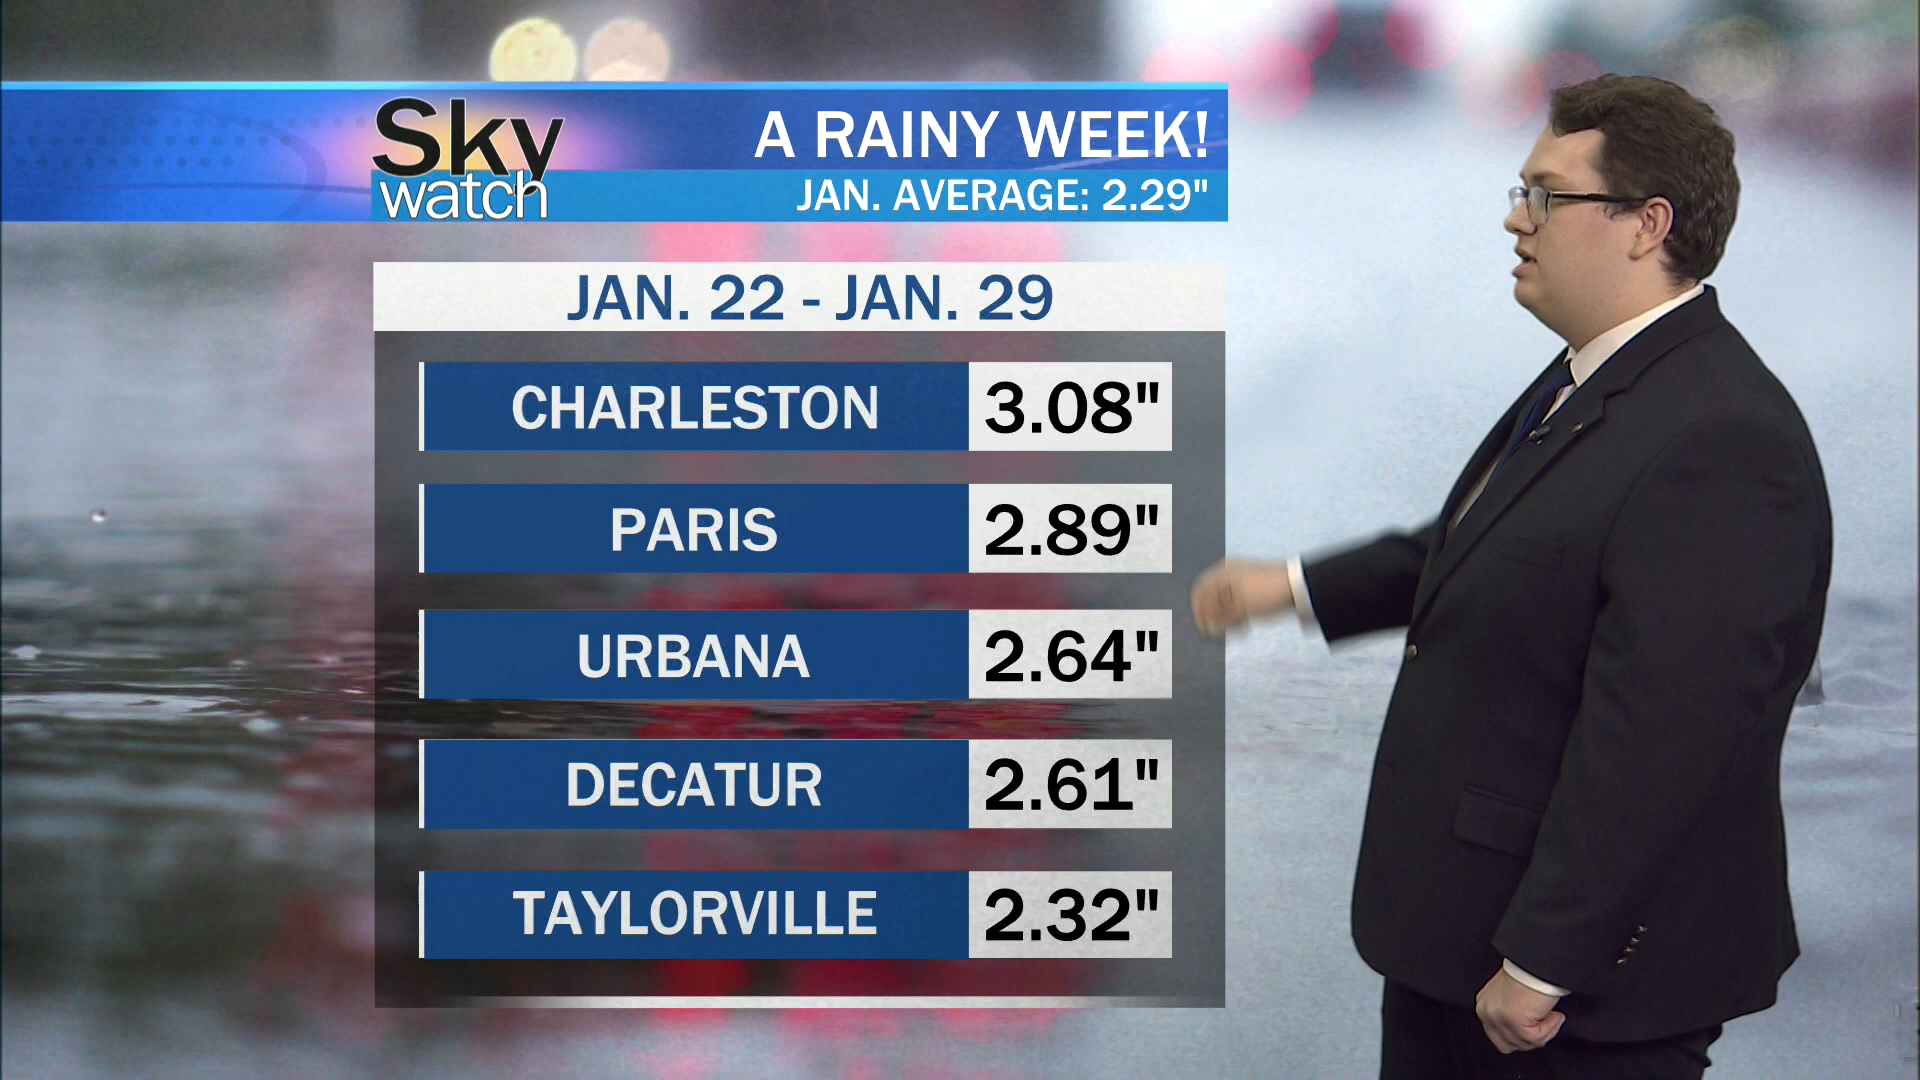 Sky
watch
A RAINY WEEK!
JAN. AVERAGE: 2.29"
JAN. 22 - JAN. 29
CHARLESTON 3.08"
PARIS 2.89"
URBANA 2.64"
DECATUR 2.61"
TAYLORVILLE 2.32"